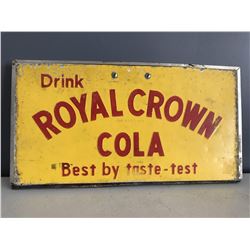 Drink
ROYAL CROWN
COLA
Best by taste-test